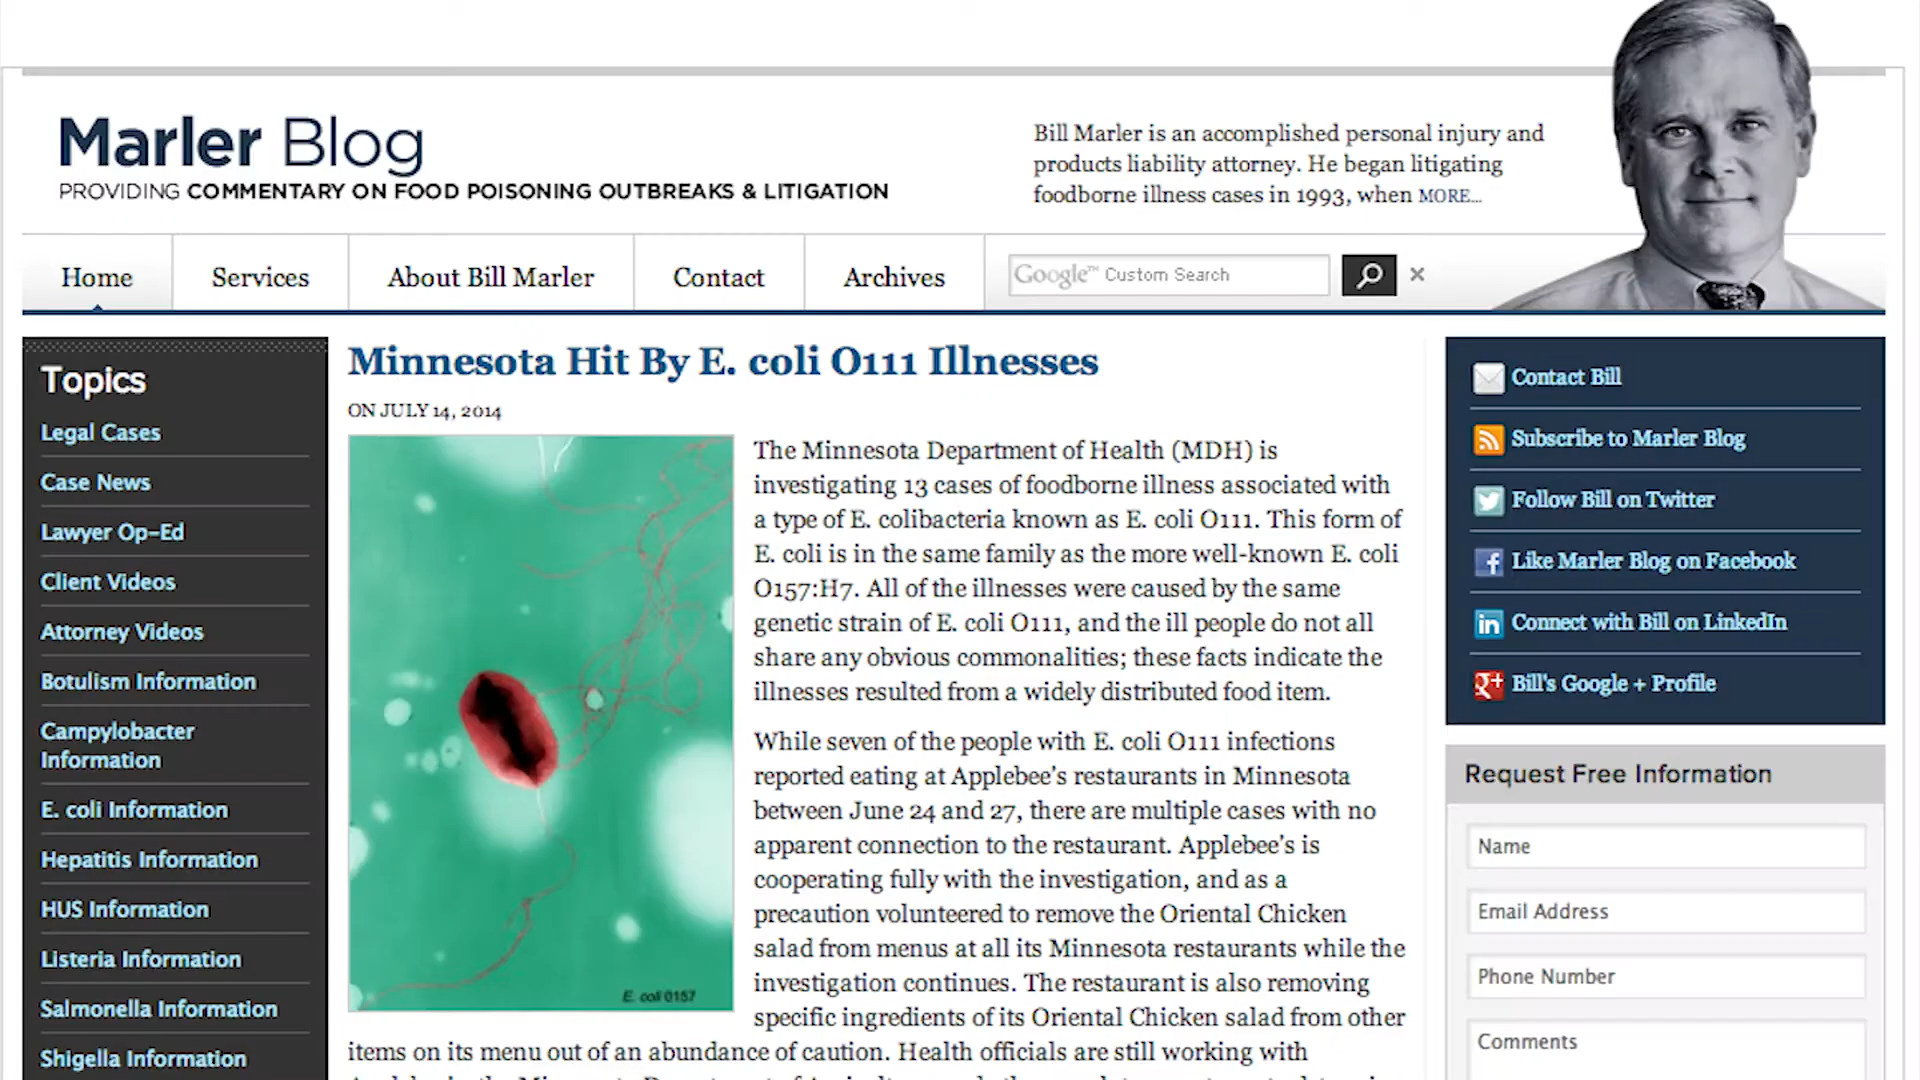 Marler Blog
PROVIDING COMMENTARY ON FOOD POISONING OUTBREAKS & LITIGATION
Bill Marler is an accomplished personal injury and
products liability attorney. He began litigating
foodborne illness cases in 1993, when MORE...
Home
Services
About Bill Marler
Contact
Archives
Google™ Custom Search
×
Topics
Legal Cases
Case News
Lawyer Op-Ed
Client Videos
Attorney Videos
Botulism Information
Campylobacter
Information
E. coli Information
Hepatitis Information
HUS Information
Listeria Information
Salmonella Information
Shigella Information
Minnesota Hit By E. coli O111 Illnesses
ON JULY 14, 2014
E. coli 0157
The Minnesota Department of Health (MDH) is
investigating 13 cases of foodborne illness associated with
a type of E. colibacteria known as E. coli O111. This form of
E. coli is in the same family as the more well-known E. coli
O157:H7. All of the illnesses were caused by the same
genetic strain of E. coli O111, and the ill people do not all
share any obvious commonalities; these facts indicate the
illnesses resulted from a widely distributed food item.
While seven of the people with E. coli O111 infections
reported eating at Applebee's restaurants in Minnesota
between June 24 and 27, there are multiple cases with no
apparent connection to the restaurant. Applebee's is
cooperating fully with the investigation, and as a
precaution volunteered to remove the Oriental Chicken
salad from menus at all its Minnesota restaurants while the
investigation continues. The restaurant is also removing
specific ingredients of its Oriental Chicken salad from other
items on its menu out of an abundance of caution. Health officials are still working with
Contact Bill
Subscribe to Marler Blog
Follow Bill on Twitter
Like Marler Blog on Facebook
Connect with Bill on LinkedIn
Bill's Google + Profile
Request Free Information
Name
Email Address
Phone Number
Comments